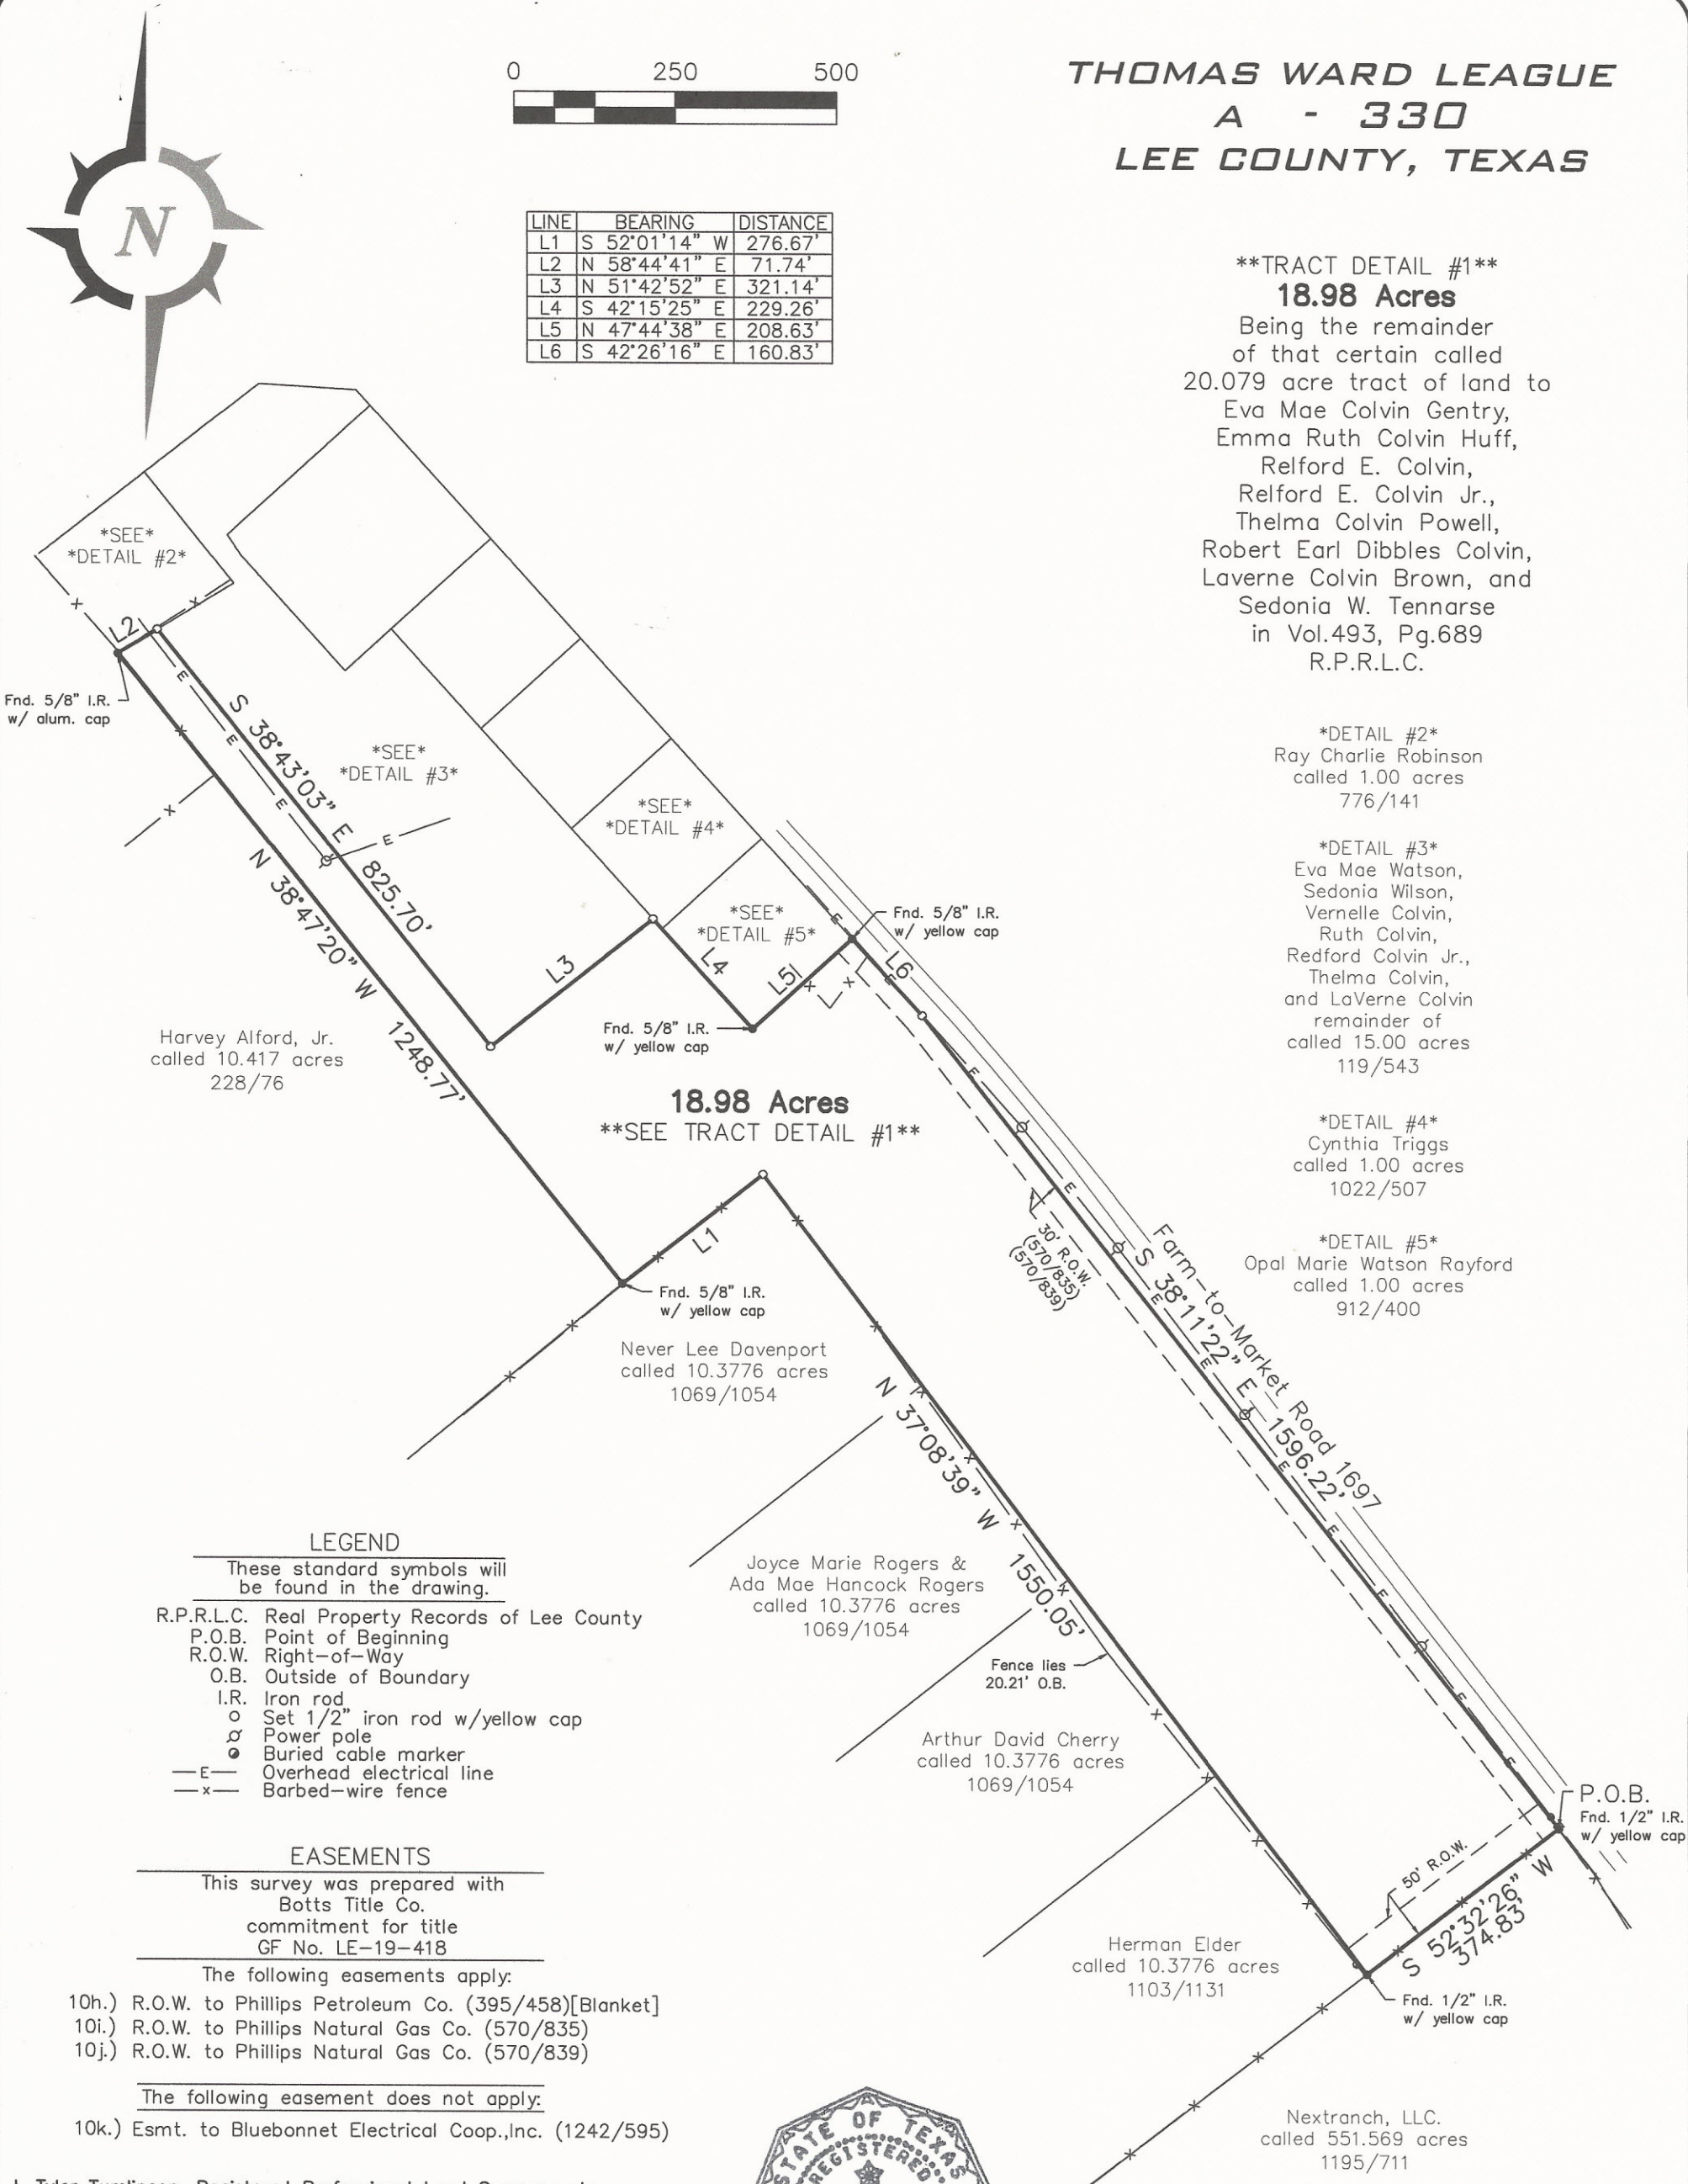 0 250 500
THOMAS WARD LEAGUE
A - 330
LEE COUNTY, TEXAS
N
LINE BEARING DISTANCE
L1 S 52°01'14" W 276.67'
L2 N 58°44'41" E 71.74'
L3 N 51°42'52" E 321.14'
L4 S 42°15'25" E 229.26'
L5 N 47°44'38" E 208.63'
L6 S 42°26'16" E 160.83'
**TRACT DETAIL #1**
18.98 Acres
Being the remainder
of that certain called
20.079 acre tract of land to
Eva Mae Colvin Gentry,
Emma Ruth Colvin Huff,
Relford E. Colvin,
Relford E. Colvin Jr.,
Thelma Colvin Powell,
Robert Earl Dibbles Colvin,
Laverne Colvin Brown, and
Sedonia W. Tennarse
in Vol.493, Pg.689
R.P.R.L.C.
*DETAIL #2*
Ray Charlie Robinson
called 1.00 acres
776/141
*DETAIL #3*
Eva Mae Watson,
Sedonia Wilson,
Vernelle Colvin,
Ruth Colvin,
Redford Colvin Jr.,
Thelma Colvin,
and LaVerne Colvin
remainder of
called 15.00 acres
119/543
*DETAIL #4*
Cynthia Triggs
called 1.00 acres
1022/507
*DETAIL #5*
Opal Marie Watson Rayford
called 1.00 acres
912/400
*SEE*
*DETAIL #2*
L2
Fnd. 5/8" I.R.
w/ alum. cap
S 38°43'03" E 825.70'
*SEE*
*DETAIL #3*
*SEE*
*DETAIL #4*
*SEE*
*DETAIL #5*
Fnd. 5/8" I.R.
w/ yellow cap
L6
L4
L5
L3
N 38°47'20" W 1248.77'
Fnd. 5/8" I.R.
w/ yellow cap
Harvey Alford, Jr.
called 10.417 acres
228/76
18.98 Acres
**SEE TRACT DETAIL #1**
L1
30' R.O.W.
(570/835)
(570/839)
Farm-to-Market Road 1697
S 38°11'22" E 1596.22'
Fnd. 5/8" I.R.
w/ yellow cap
Never Lee Davenport
called 10.3776 acres
1069/1054
N 37°08'39" W 1550.05'
Joyce Marie Rogers &
Ada Mae Hancock Rogers
called 10.3776 acres
1069/1054
Fence lies
20.21' O.B.
Arthur David Cherry
called 10.3776 acres
1069/1054
P.O.B.
Fnd. 1/2" I.R.
w/ yellow cap
50' R.O.W.
S 52°32'26" W
374.83'
Herman Elder
called 10.3776 acres
1103/1131
Fnd. 1/2" I.R.
w/ yellow cap
Nextranch, LLC.
called 551.569 acres
1195/711
LEGEND
These standard symbols will
be found in the drawing.
R.P.R.L.C. Real Property Records of Lee County
P.O.B. Point of Beginning
R.O.W. Right-of-Way
O.B. Outside of Boundary
I.R. Iron rod
Set 1/2" iron rod w/yellow cap
Power pole
Buried cable marker
E Overhead electrical line
x Barbed-wire fence
EASEMENTS
This survey was prepared with
Botts Title Co.
commitment for title
GF No. LE-19-418
The following easements apply:
10h.) R.O.W. to Phillips Petroleum Co. (395/458)[Blanket]
10i.) R.O.W. to Phillips Natural Gas Co. (570/835)
10j.) R.O.W. to Phillips Natural Gas Co. (570/839)
The following easement does not apply:
10k.) Esmt. to Bluebonnet Electrical Coop.,Inc. (1242/595)
STATE OF TEXAS
REGISTERED